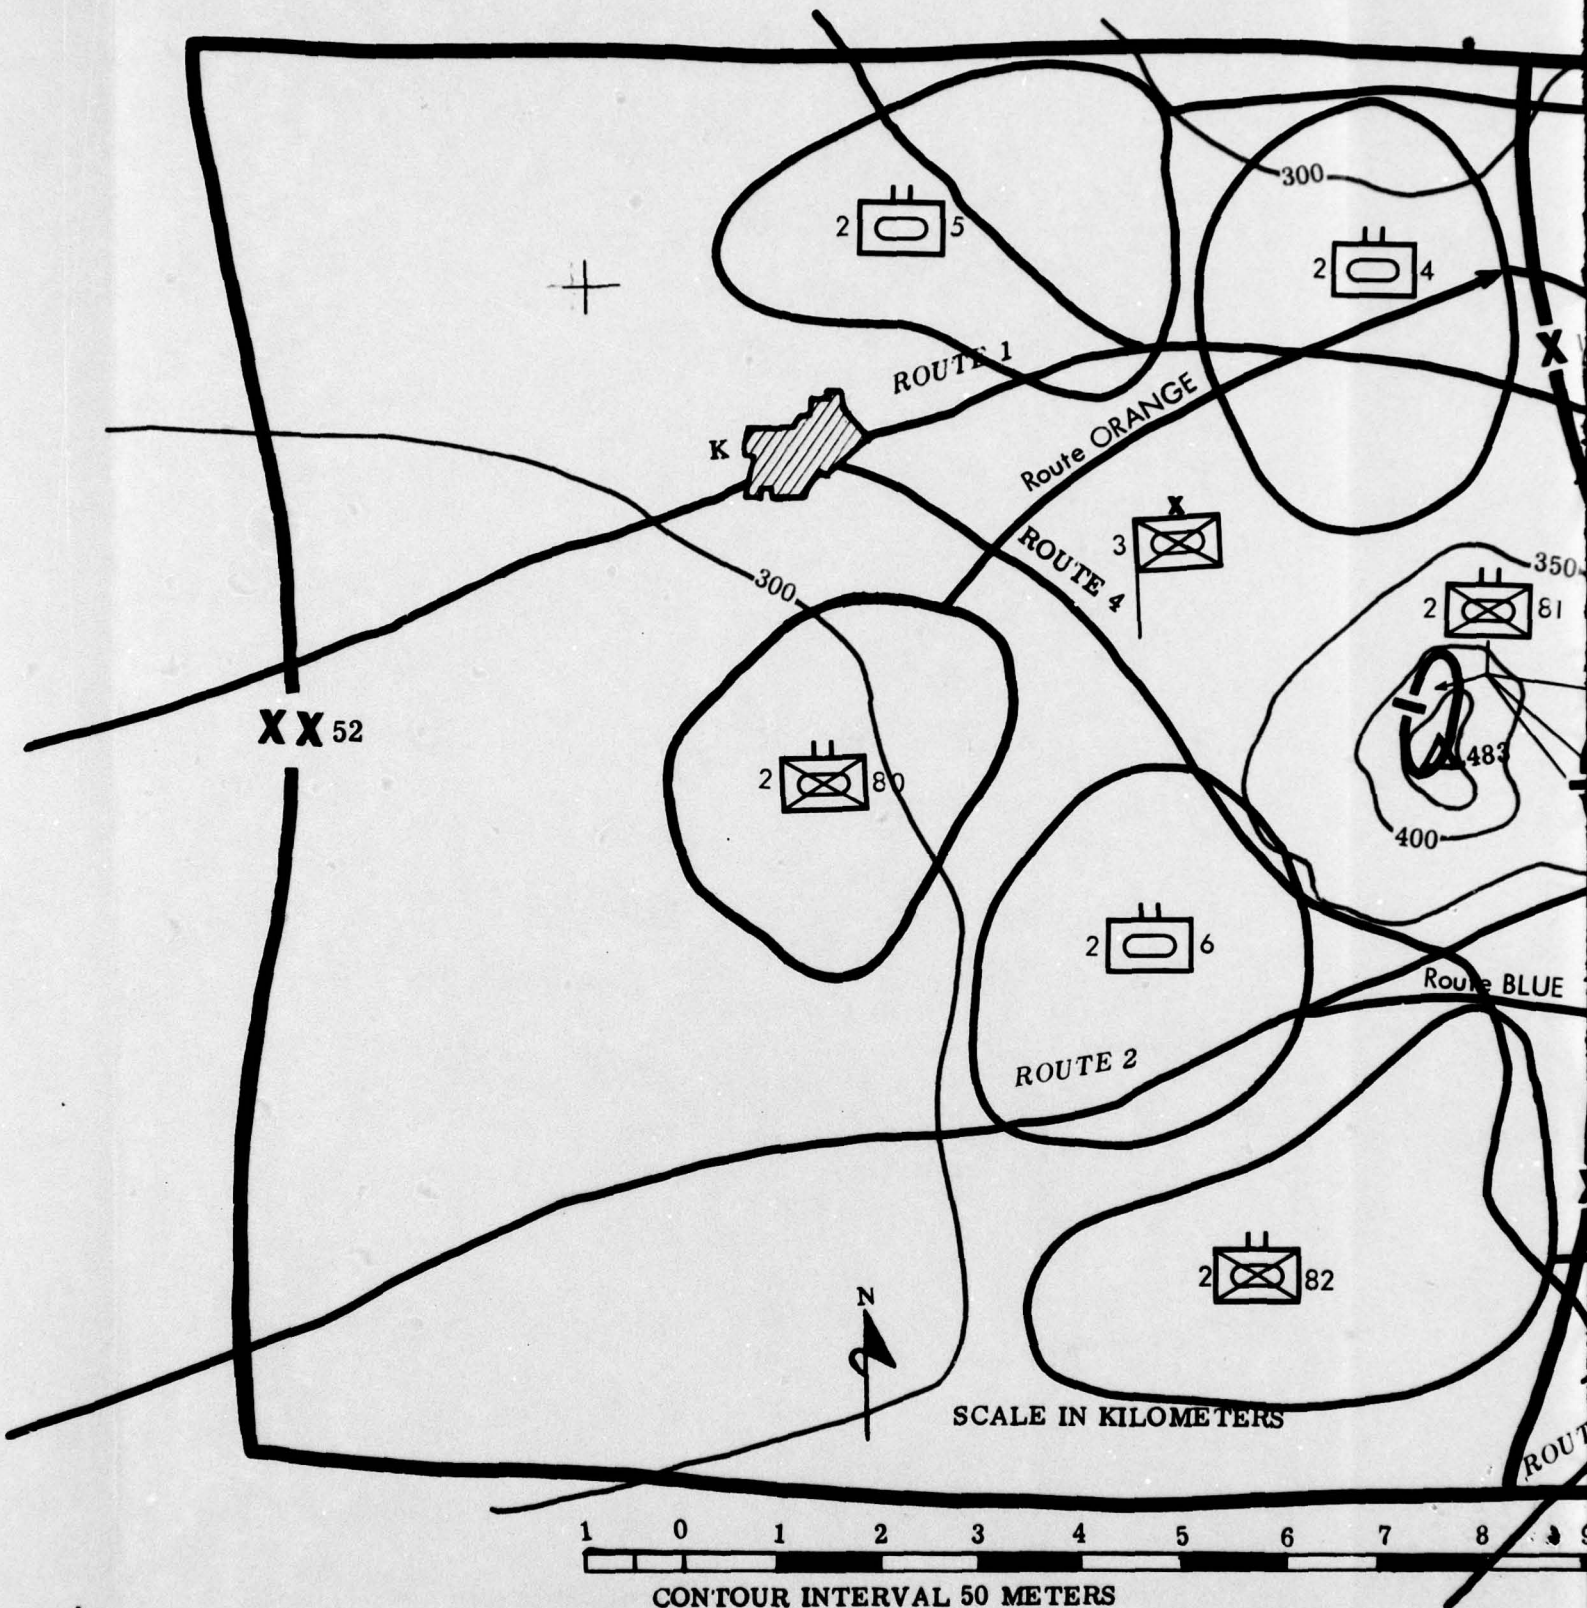 300
2 5
2 4
X
ROUTE 1
Route ORANGE
K
X
3
ROUTE 4
350
2 81
300
XX 52
483
2 80
400
2 6
Route BLUE
ROUTE 2
2 82
N
SCALE IN KILOMETERS
1 0 1 2 3 4 5 6 7 8
CONTOUR INTERVAL 50 METERS